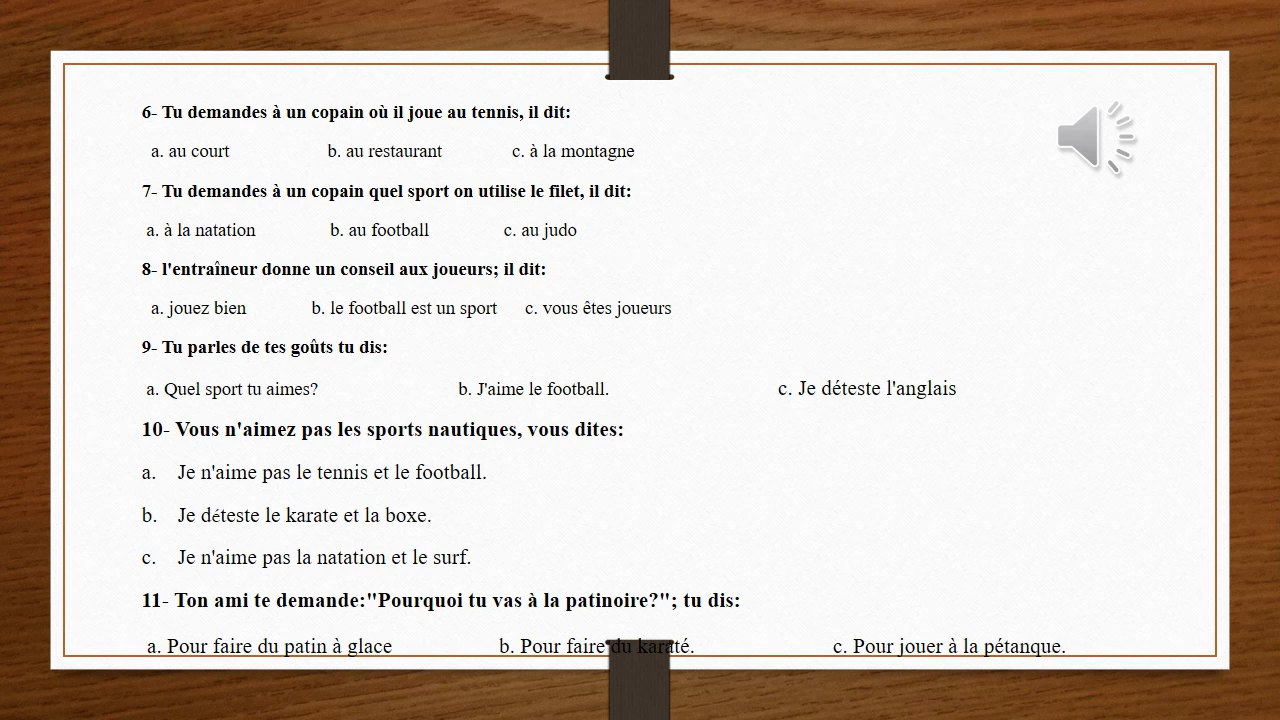 6- Tu demandes à un copain où il joue au tennis, il dit:
a. au court b. au restaurant c. à la montagne
7- Tu demandes à un copain quel sport on utilise le filet, il dit:
a. à la natation b. au football c. au judo
8- l'entraîneur donne un conseil aux joueurs; il dit:
a. jouez bien b. le football est un sport c. vous êtes joueurs
9- Tu parles de tes goûts tu dis:
a. Quel sport tu aimes? b. J'aime le football. c. Je déteste l'anglais
10- Vous n'aimez pas les sports nautiques, vous dites:
a. Je n'aime pas le tennis et le football.
b. Je déteste le karate et la boxe.
c. Je n'aime pas la natation et le surf.
11- Ton ami te demande:"Pourquoi tu vas à la patinoire?"; tu dis:
a. Pour faire du patin à glace b. Pour faire du karaté. c. Pour jouer à la pétanque.